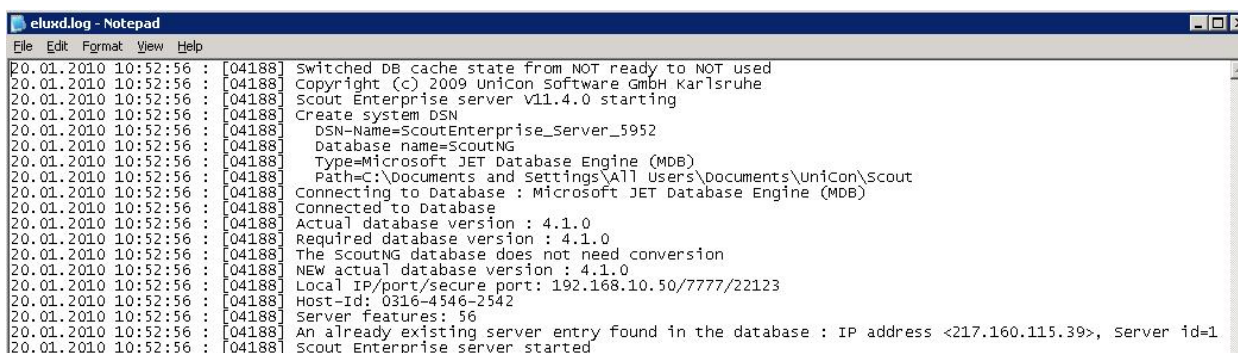 eluxd.log - Notepad
File Edit Format View Help
20.01.2010 10:52:56 : [04188] Switched DB cache state from NOT ready to NOT used
20.01.2010 10:52:56 : [04188] Copyright (c) 2009 UniCon Software GmbH Karlsruhe
20.01.2010 10:52:56 : [04188] Scout Enterprise server V11.4.0 starting
20.01.2010 10:52:56 : [04188] Create system DSN
20.01.2010 10:52:56 : [04188]   DSN-Name=ScoutEnterprise_Server_5952
20.01.2010 10:52:56 : [04188]   Database name=ScoutNG
20.01.2010 10:52:56 : [04188]   Type=Microsoft JET Database Engine (MDB)
20.01.2010 10:52:56 : [04188]   Path=C:\Documents and Settings\All Users\Documents\UniCon\Scout
20.01.2010 10:52:56 : [04188] Connecting to Database : Microsoft JET Database Engine (MDB)
20.01.2010 10:52:56 : [04188] Connected to Database
20.01.2010 10:52:56 : [04188] Actual database version : 4.1.0
20.01.2010 10:52:56 : [04188] Required database version : 4.1.0
20.01.2010 10:52:56 : [04188] The ScoutNG database does not need conversion
20.01.2010 10:52:56 : [04188] NEW actual database version : 4.1.0
20.01.2010 10:52:56 : [04188] Local IP/port/secure port: 192.168.10.50/7777/22123
20.01.2010 10:52:56 : [04188] Host-Id: 0316-4546-2542
20.01.2010 10:52:56 : [04188] Server features: 56
20.01.2010 10:52:56 : [04188] An already existing server entry found in the database : IP address <217.160.115.39>, Server id=1
20.01.2010 10:52:56 : [04188] Scout Enterprise server started